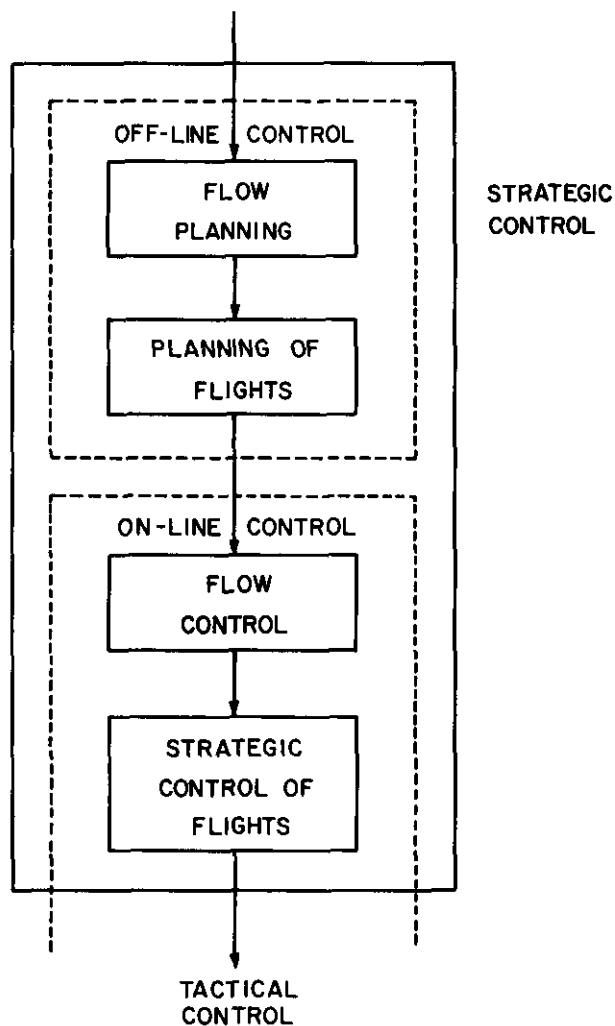 OFF-LINE CONTROL
FLOW
PLANNING
STRATEGIC
CONTROL
PLANNING OF
FLIGHTS
ON-LINE CONTROL
FLOW
CONTROL
STRATEGIC
CONTROL OF
FLIGHTS
TACTICAL
CONTROL